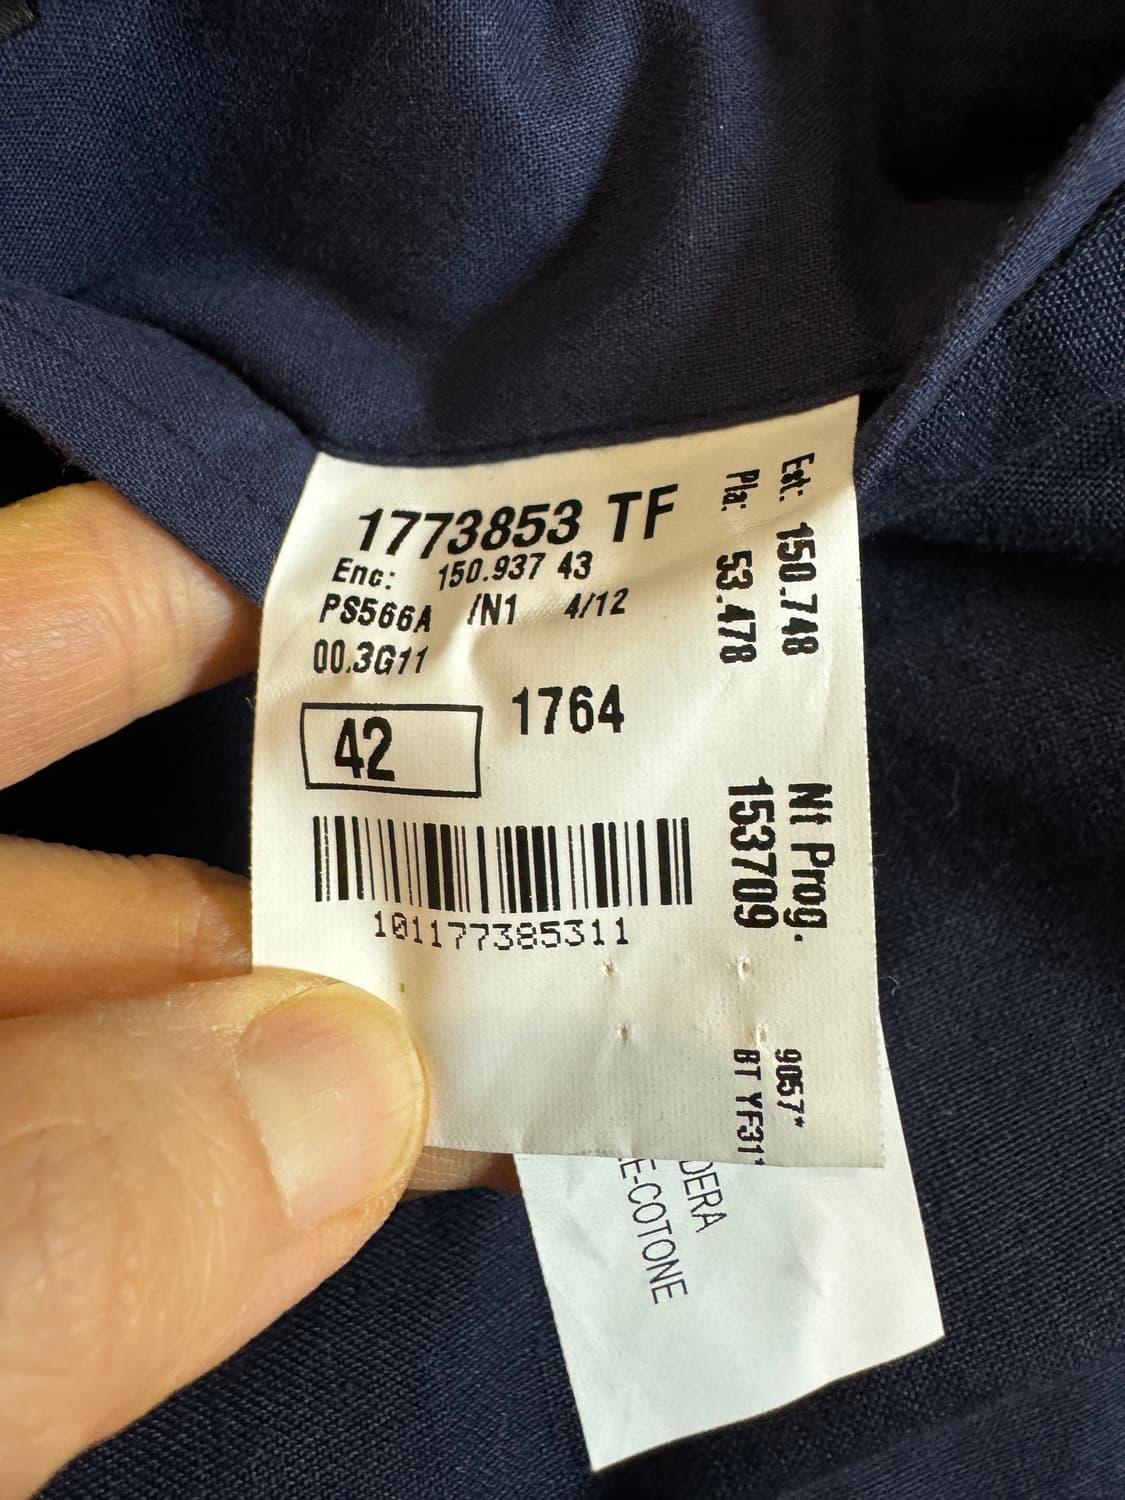 1773853 TF
Enc: 150.937 43
PS566A /N1 4/12
00.3G11
42 1764
101177385311
Est: 150.748
Pla: 53.478
Nt Prog.
153709
9057*
BT YF31
DERA
E-COTONE